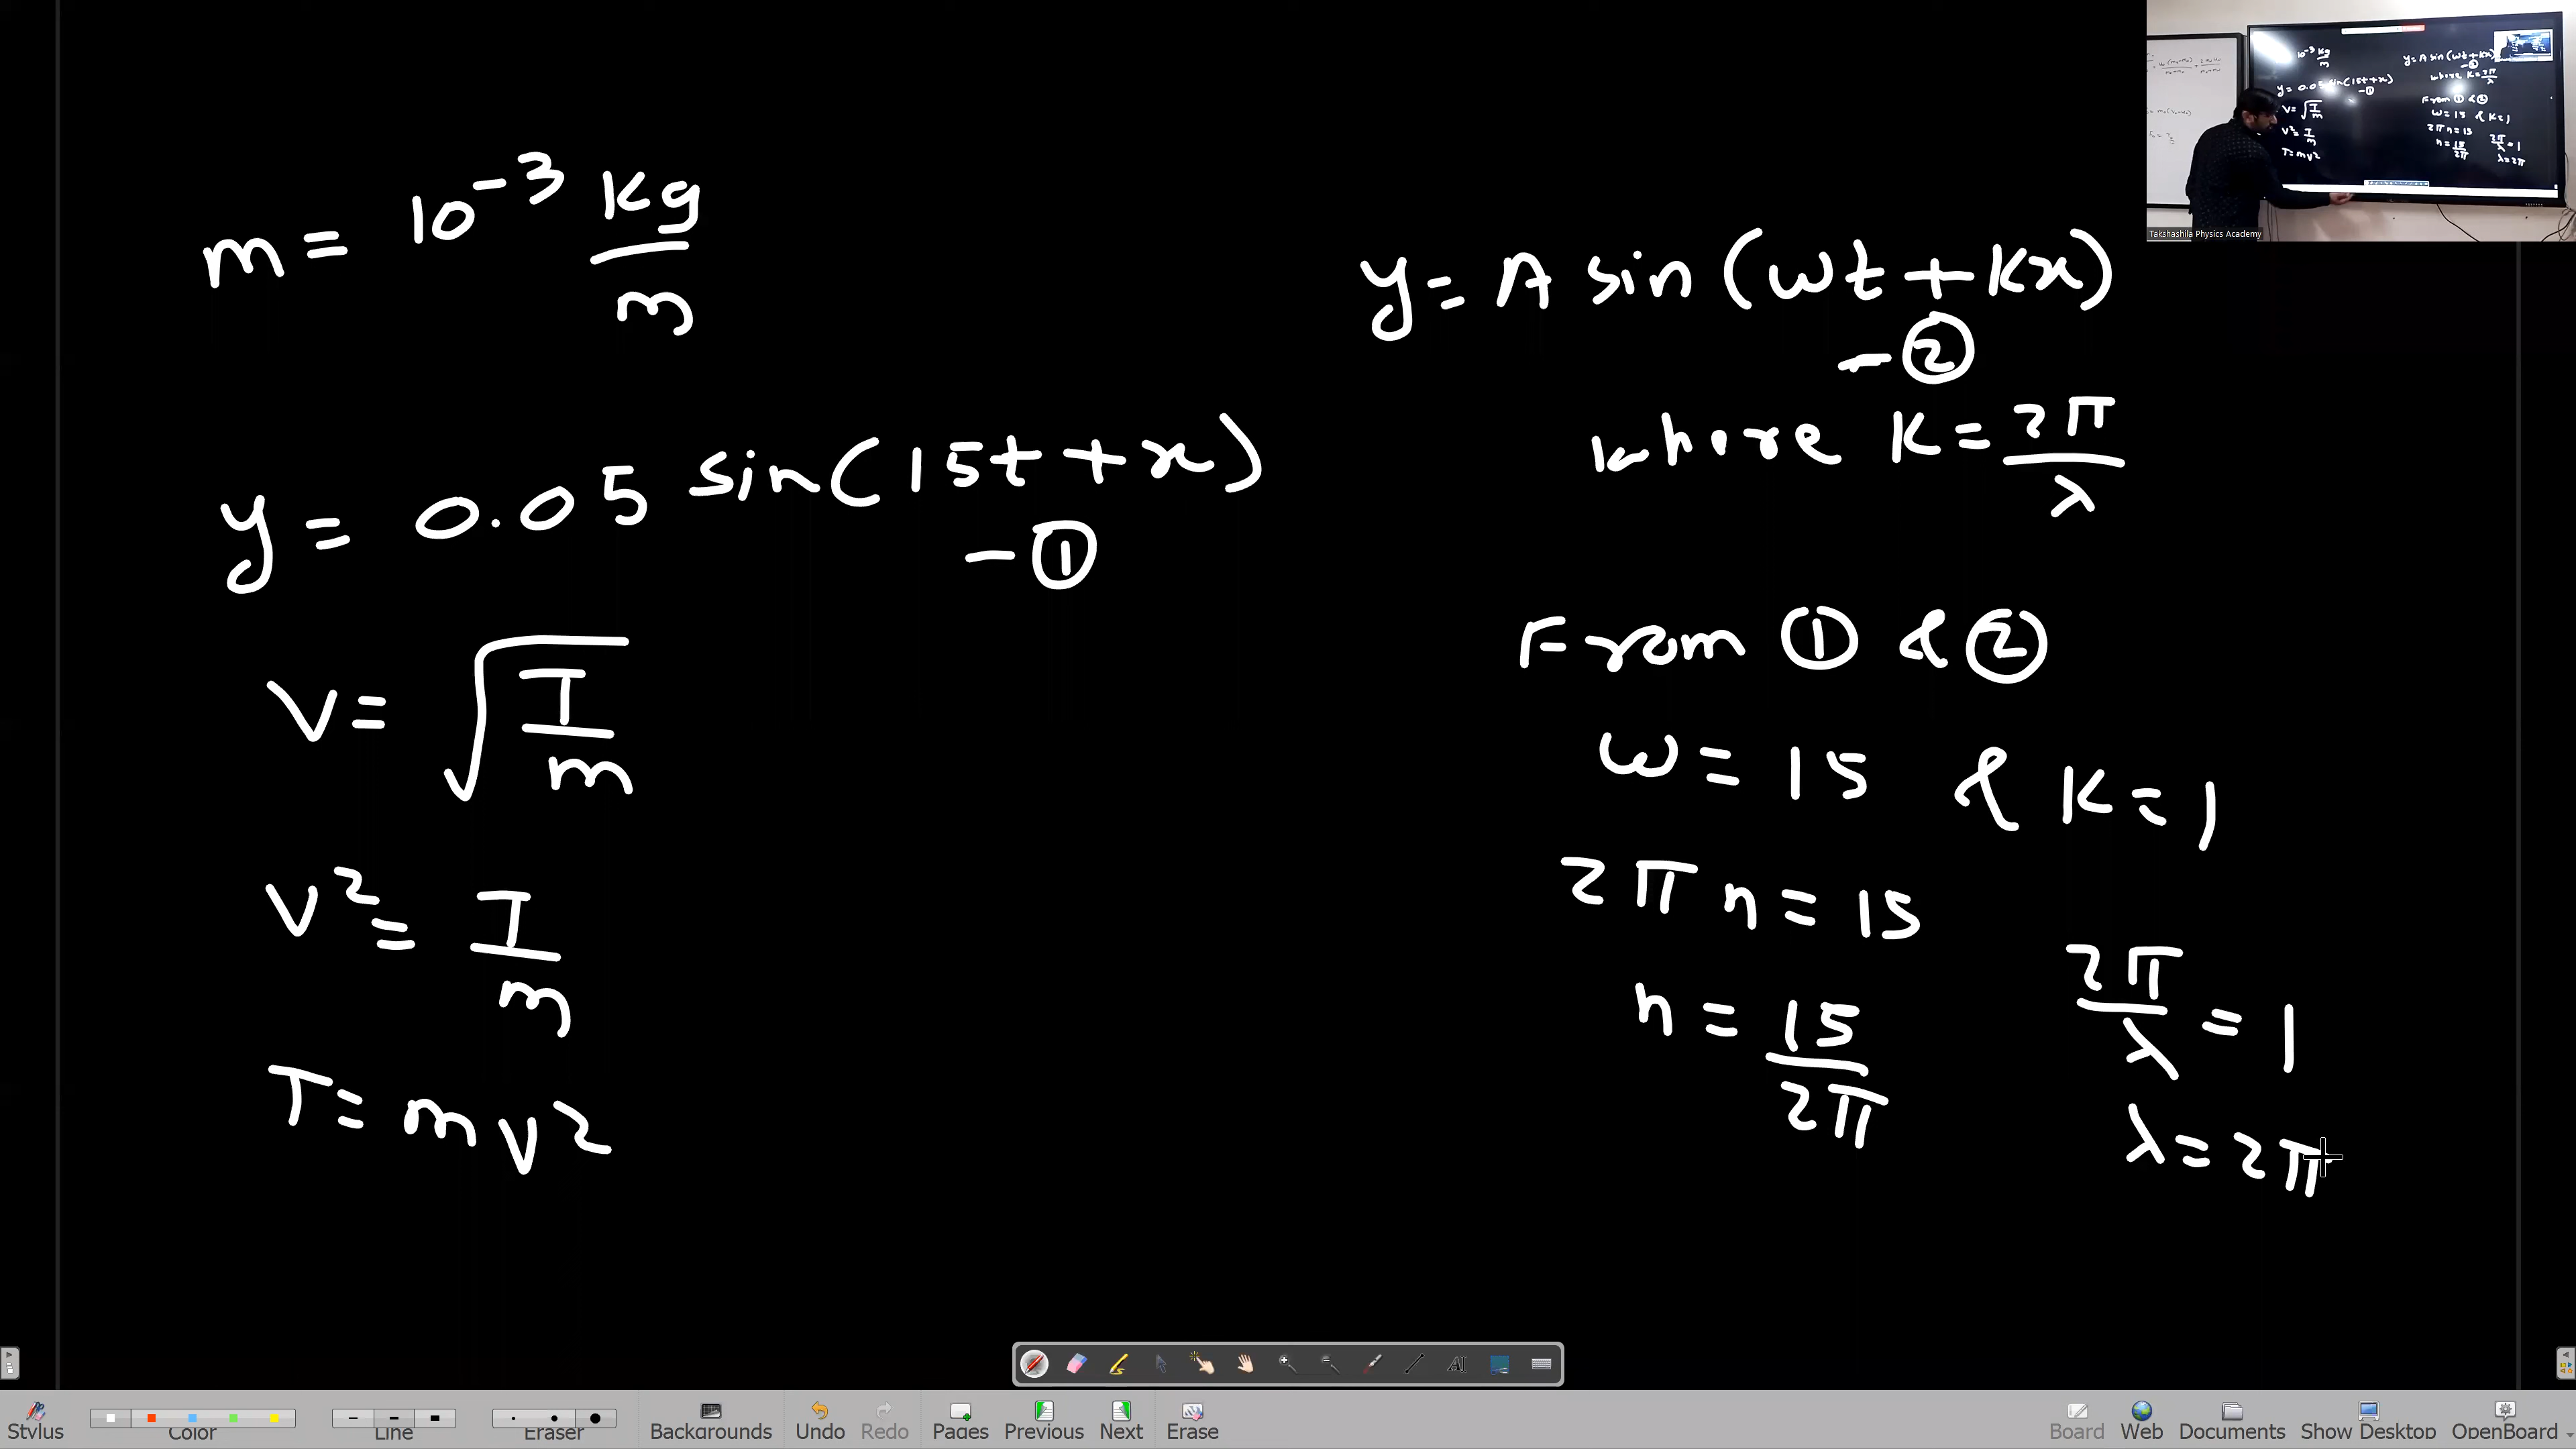 m = 10⁻³ kg/m
y = 0.05 sin(15t + x)
- ①
V = √(T/m)
V² = T/m
T = mv²
y = A sin (ωt + kx)
- ②
where K = 2π/λ
From ① & ②
ω = 15 & K = 1
2πn = 15
n = 15/2π
2π/λ = 1
λ = 2π
Takshashila Physics Academy
Stylus Color Line Eraser Backgrounds Undo Redo Pages Previous Next Erase Board Web Documents Show Desktop OpenBoard